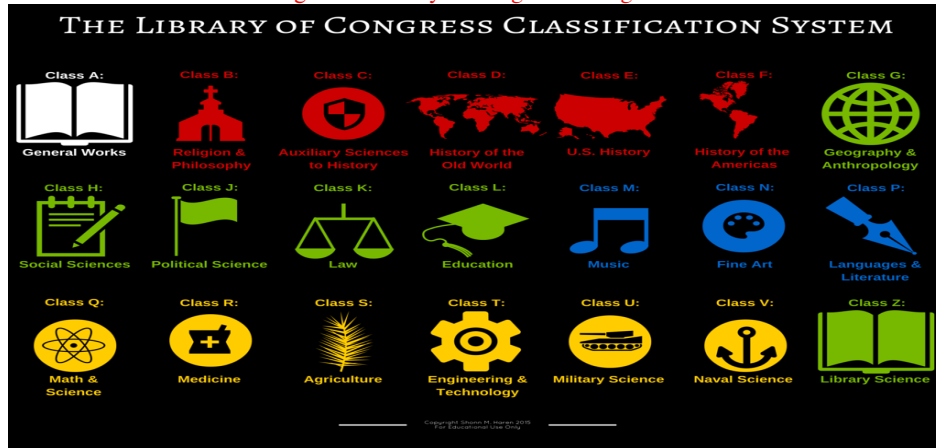 THE LIBRARY OF CONGRESS CLASSIFICATION SYSTEM
Class A:
General Works
Class B:
Religion &
Philosophy
Class C:
Auxiliary Sciences
to History
Class D:
History of the
Old World
Class E:
U.S. History
Class F:
History of the
Americas
Class G:
Geography &
Anthropology
Class H:
Social Sciences
Class J:
Political Science
Class K:
Law
Class L:
Education
Class M:
Music
Class N:
Fine Art
Class P:
Languages &
Literature
Class Q:
Math &
Science
Class R:
Medicine
Class S:
Agriculture
Class T:
Engineering &
Technology
Class U:
Military Science
Class V:
Naval Science
Class Z:
Library Science
Copyright Shonn M. Haren 2015
For Educational Use Only